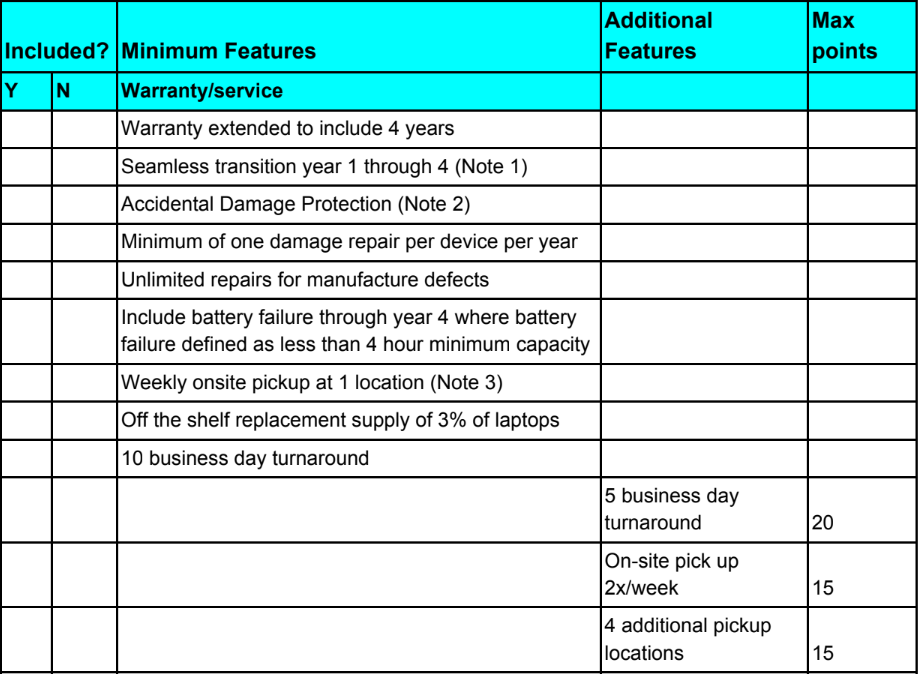 Included? Minimum Features Additional Features Max points
Y N Warranty/service
Warranty extended to include 4 years
Seamless transition year 1 through 4 (Note 1)
Accidental Damage Protection (Note 2)
Minimum of one damage repair per device per year
Unlimited repairs for manufacture defects
Include battery failure through year 4 where battery
failure defined as less than 4 hour minimum capacity
Weekly onsite pickup at 1 location (Note 3)
Off the shelf replacement supply of 3% of laptops
10 business day turnaround
5 business day
turnaround 20
On-site pick up
2x/week 15
4 additional pickup
locations 15